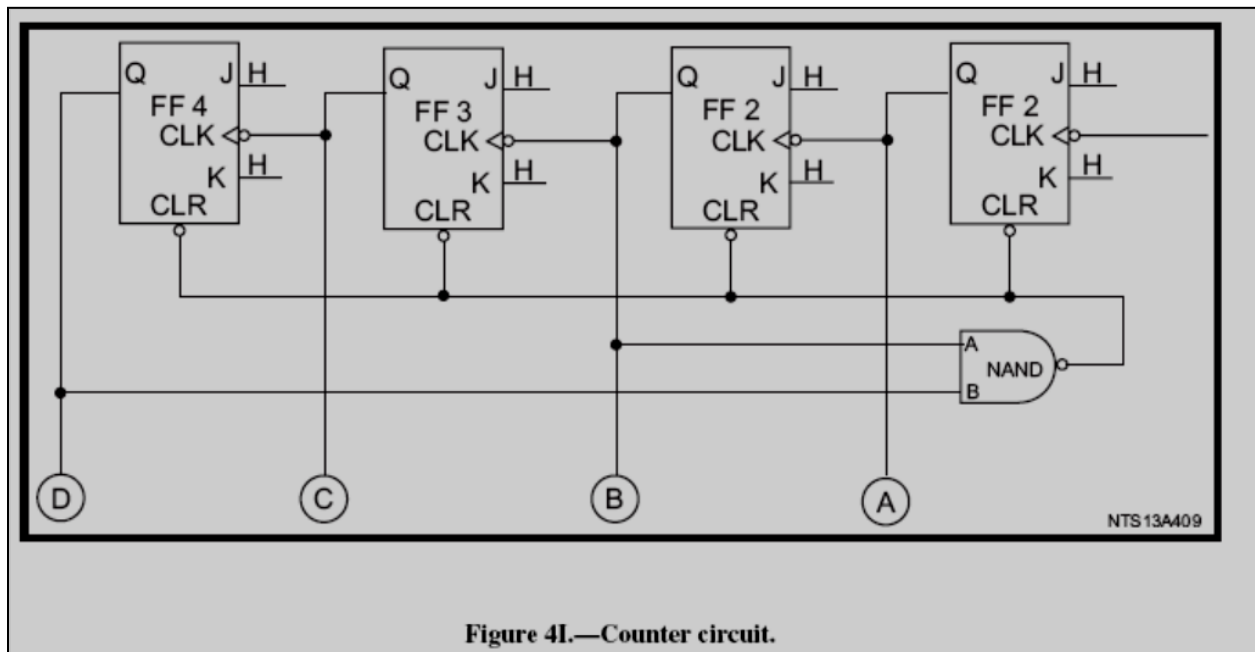 Q J H Q J H Q J H Q J H
FF 4 FF 3 FF 2 FF 2
CLK CLK CLK CLK
K H K H K H K H
CLR CLR CLR CLR
A
NAND
B
D C B A
NTS13A409
Figure 4I.—Counter circuit.